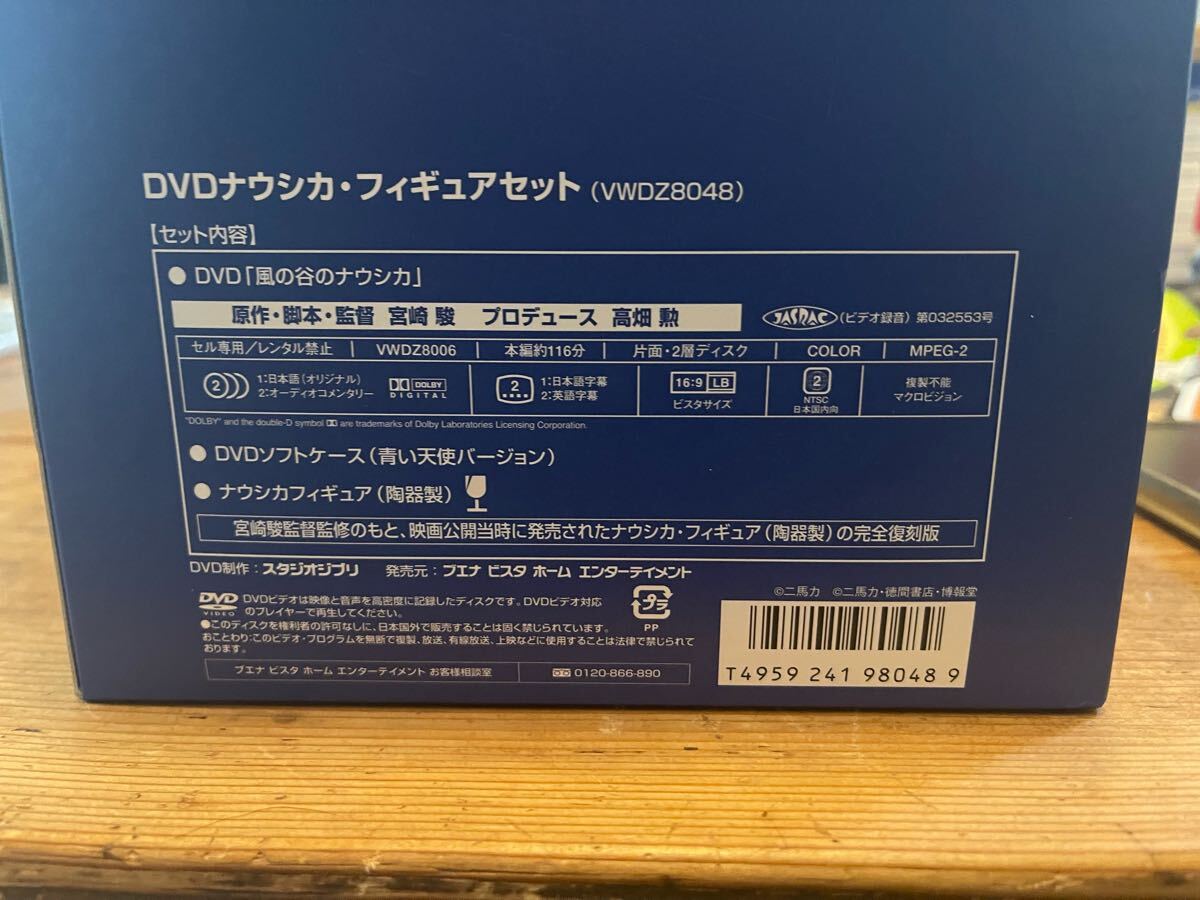 DVDナウシカ・フィギュアセット（VWDZ8048）
【セット内容】
● DVD「風の谷のナウシカ」
原作・脚本・監督 宮崎 駿 プロデュース 高畑 勲
JASRAC（ビデオ録音）第032553号
セル専用／レンタル禁止 VWDZ8006 本編約116分 片面・2層ディスク COLOR MPEG-2
2 1:日本語（オリジナル）
2:オーディオコメンタリー
DOLBY
DIGITAL
2 1:日本語字幕
2:英語字幕
16:9 LB
ビスタサイズ
2
NTSC
日本国内向
複製不能
マクロビジョン
"DOLBY" and the double-D symbol are trademarks of Dolby Laboratories Licensing Corporation.
● DVDソフトケース（青い天使バージョン）
● ナウシカフィギュア（陶器製）
宮崎駿監督監修のもと、映画公開当時に発売されたナウシカ・フィギュア（陶器製）の完全復刻版
DVD制作：スタジオジブリ 発売元：ブエナ ビスタ ホーム エンターテイメント
©二馬力 ©二馬力・徳間書店・博報堂
DVD
VIDEO
DVDビデオは映像と音声を高密度に記録したディスクです。DVDビデオ対応
のプレイヤーで再生してください。
●このディスクを権利者の許可なしに、日本国外で販売することは固く禁じられています。
おことわり：このビデオ・プログラムを無断で複製、放送、有線放送、上映などに使用することは法律で禁じられて
おります。
プラ
PP
ブエナ ビスタ ホーム エンターテイメント お客様相談室 0120-866-890
T4959 241 98048 9